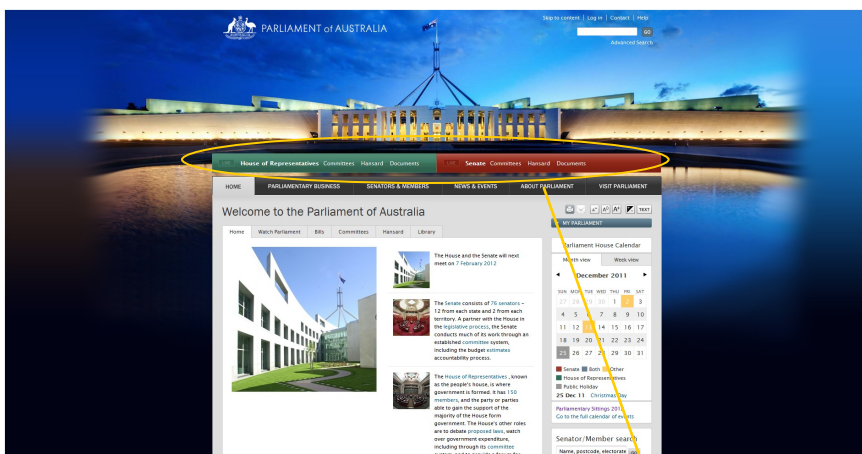 PARLIAMENT of AUSTRALIA
Skip to content | Log in | Contact | Help
GO
Advanced Search
House of Representatives Committees Hansard Documents
Senate Committees Hansard Documents
HOME PARLIAMENTARY BUSINESS SENATORS & MEMBERS NEWS & EVENTS ABOUT PARLIAMENT VISIT PARLIAMENT
Welcome to the Parliament of Australia
TEXT
MY PARLIAMENT
Home Watch Parliament Bills Committees Hansard Library
The House and the Senate will next
meet on 7 February 2012
The Senate consists of 76 senators –
12 from each state and 2 from each
territory. A partner with the House in
the legislative process, the Senate
conducts much of its work through an
established committee system,
including the budget estimates
accountability process.
The House of Representatives , known
as the people's house, is where
government is formed. It has 150
members, and the party or parties
able to gain the support of the
majority of the House form
government. The House's other roles
are to debate proposed laws, watch
over government expenditure,
including through its committee
Parliament House Calendar
Month view Week view
December 2011
SUN MON TUE WED THU FRI SAT
27 28 29 30 1 2 3
4 5 6 7 8 9 10
11 12 13 14 15 16 17
18 19 20 21 22 23 24
25 26 27 28 29 30 31
Senate Both Other
House of Representatives
Public Holiday
25 Dec 11 Christmas Day
Parliamentary Sittings
Go to the full calendar of events
Senator/Member search
Name, postcode, electorate